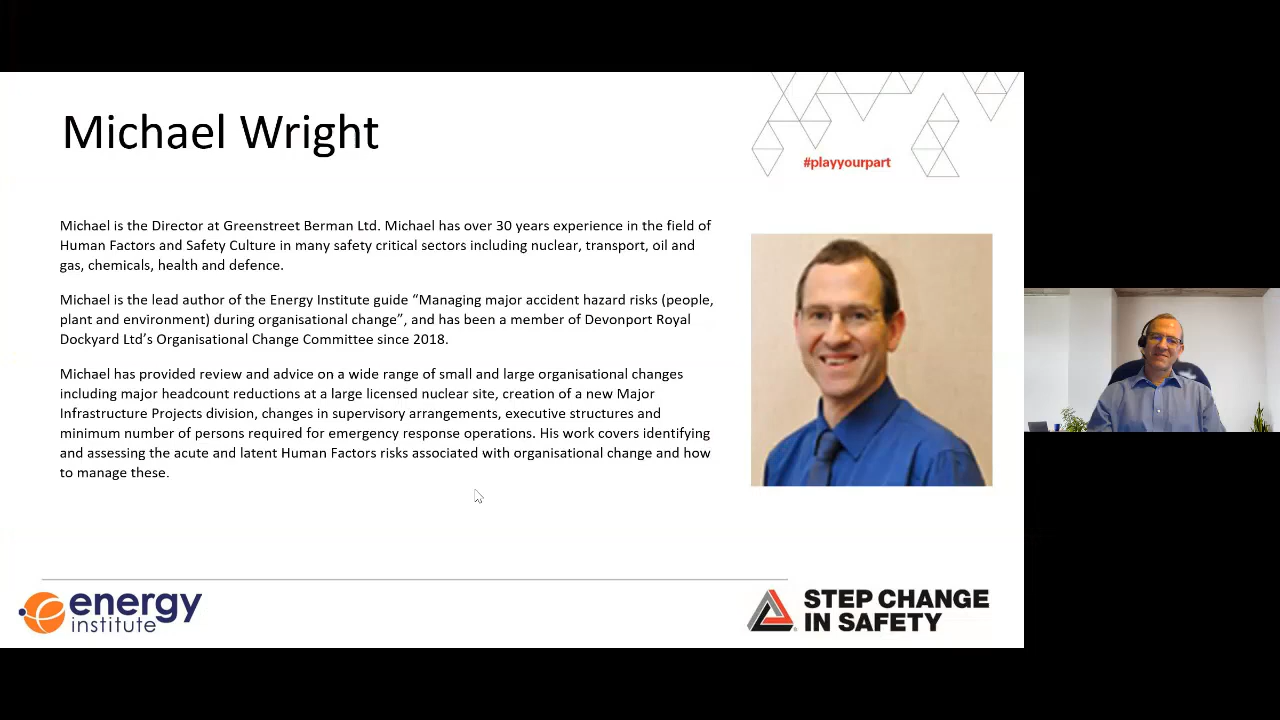 Michael Wright
#playyourpart
Michael is the Director at Greenstreet Berman Ltd. Michael has over 30 years experience in the field of
Human Factors and Safety Culture in many safety critical sectors including nuclear, transport, oil and
gas, chemicals, health and defence.
Michael is the lead author of the Energy Institute guide “Managing major accident hazard risks (people,
plant and environment) during organisational change”, and has been a member of Devonport Royal
Dockyard Ltd’s Organisational Change Committee since 2018.
Michael has provided review and advice on a wide range of small and large organisational changes
including major headcount reductions at a large licensed nuclear site, creation of a new Major
Infrastructure Projects division, changes in supervisory arrangements, executive structures and
minimum number of persons required for emergency response operations. His work covers identifying
and assessing the acute and latent Human Factors risks associated with organisational change and how
to manage these.
energy
institute
STEP CHANGE
IN SAFETY